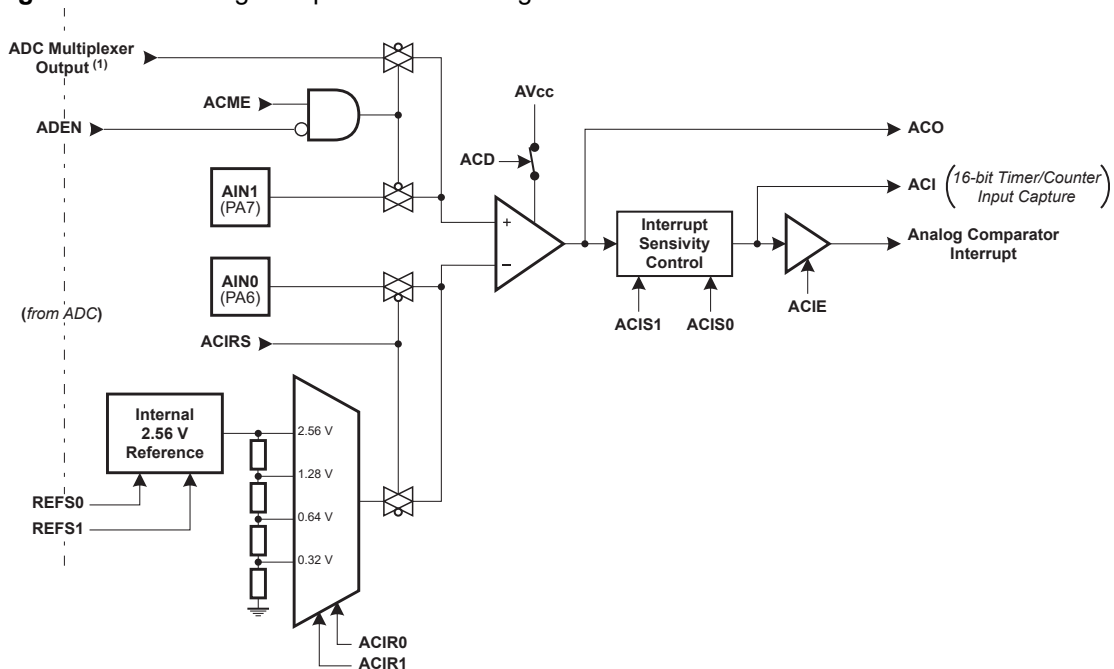 ADC Multiplexer
Output (1)
ACME
ADEN
AVcc
ACD
ACO
AIN1
(PA7)
+
−
Interrupt
Sensivity
Control
ACI (16-bit Timer/Counter
Input Capture)
Analog Comparator
Interrupt
AIN0
(PA6)
ACIS1 ACIS0
ACIE
(from ADC)
ACIRS
Internal
2.56 V
Reference
2.56 V
1.28 V
0.64 V
0.32 V
REFS0
REFS1
ACIR0
ACIR1